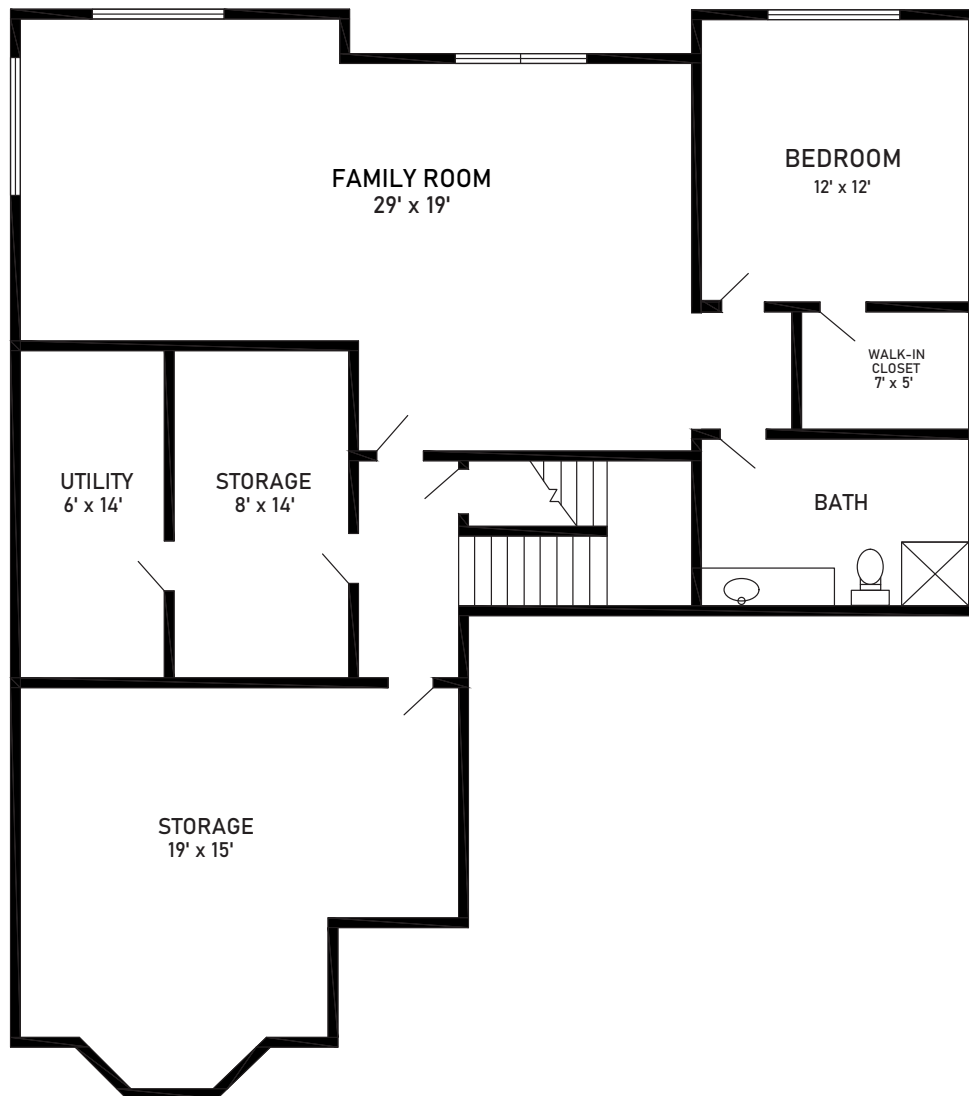 FAMILY ROOM
29' x 19'
BEDROOM
12' x 12'
WALK-IN
CLOSET
7' x 5'
UTILITY
6' x 14'
STORAGE
8' x 14'
BATH
STORAGE
19' x 15'